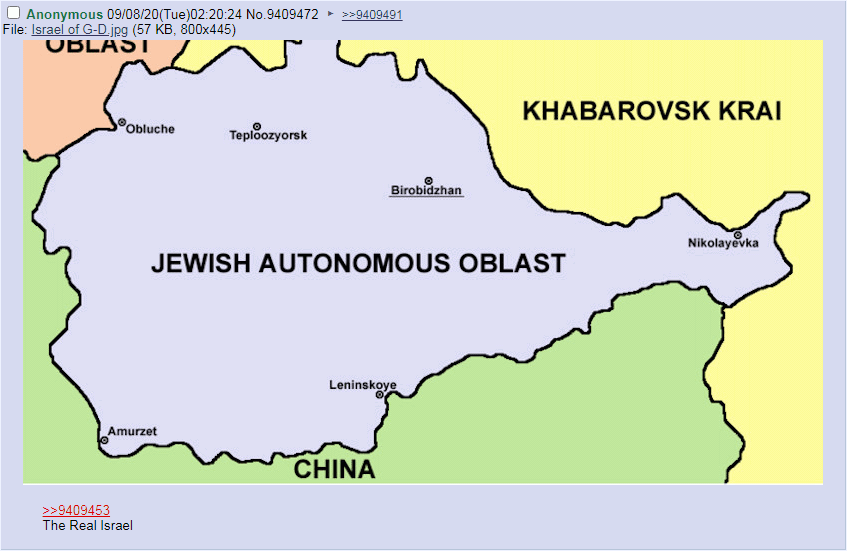 Anonymous 09/08/20(Tue)02:20:24 No.9409472 ▸ >>9409491
File: Israel of G-D.jpg (57 KB, 800x445)
OBLAST
KHABAROVSK KRAI
Obluche
Teploozyorsk
Birobidzhan
Nikolayevka
JEWISH AUTONOMOUS OBLAST
Leninskoye
Amurzet
CHINA
>>9409453
The Real Israel